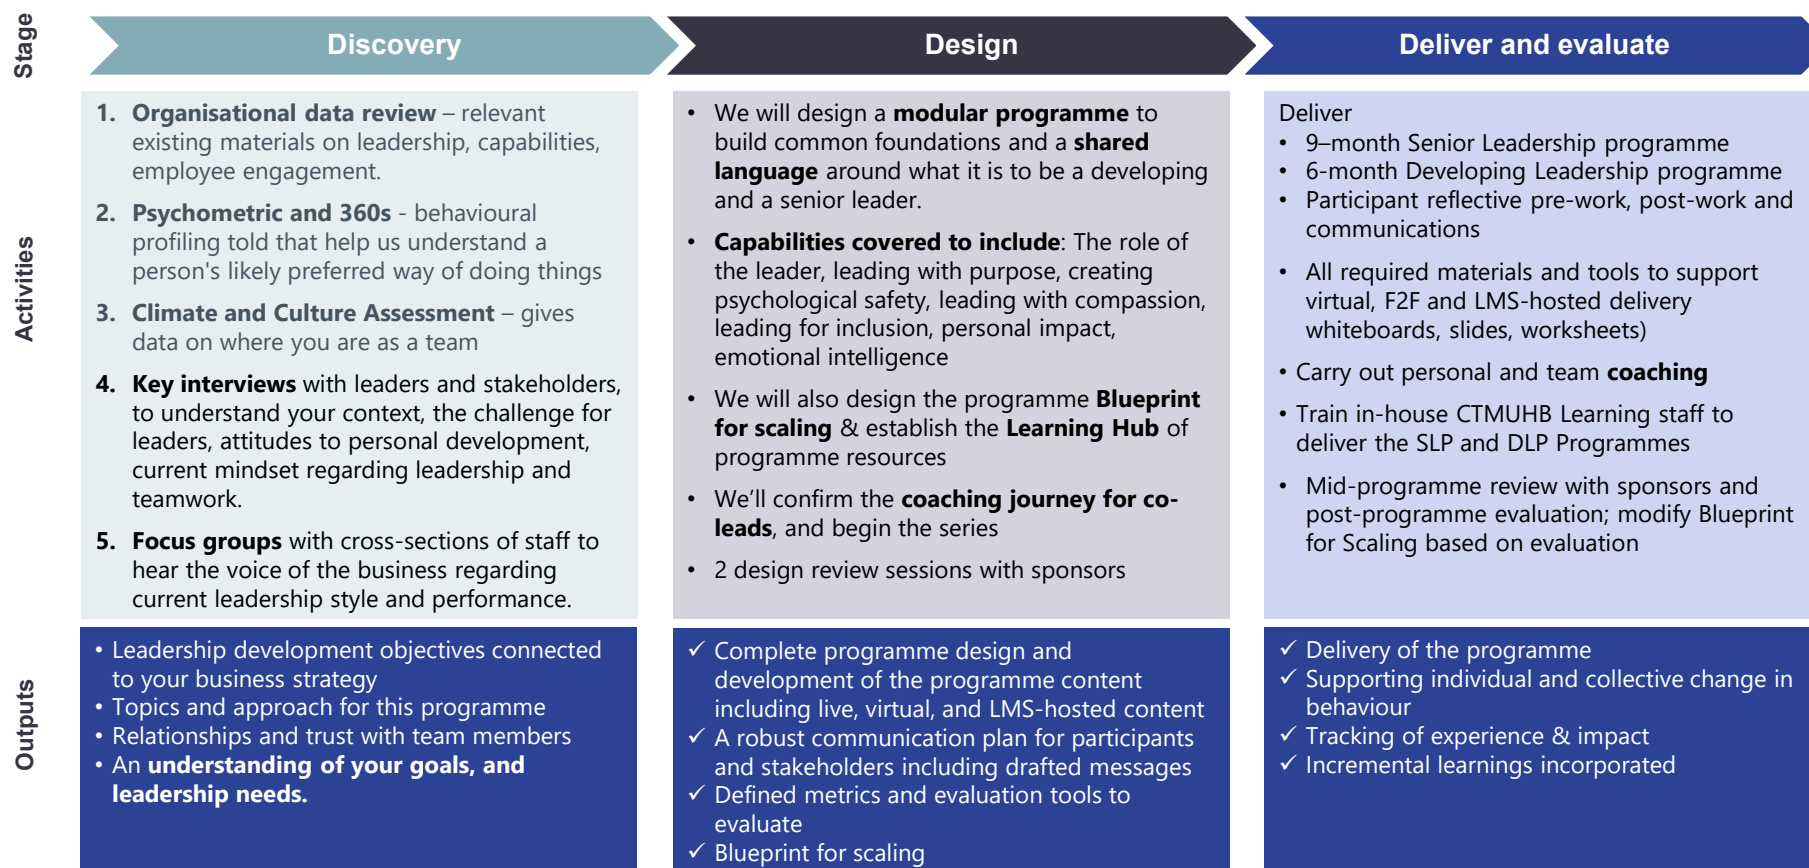 Stage
Discovery
Design
Deliver and evaluate
Activities
1. Organisational data review – relevant
existing materials on leadership, capabilities,
employee engagement.
2. Psychometric and 360s - behavioural
profiling told that help us understand a
person's likely preferred way of doing things
3. Climate and Culture Assessment – gives
data on where you are as a team
4. Key interviews with leaders and stakeholders,
to understand your context, the challenge for
leaders, attitudes to personal development,
current mindset regarding leadership and
teamwork.
5. Focus groups with cross-sections of staff to
hear the voice of the business regarding
current leadership style and performance.
• We will design a modular programme to
build common foundations and a shared
language around what it is to be a developing
and a senior leader.
• Capabilities covered to include: The role of
the leader, leading with purpose, creating
psychological safety, leading with compassion,
leading for inclusion, personal impact,
emotional intelligence
• We will also design the programme Blueprint
for scaling & establish the Learning Hub of
programme resources
• We'll confirm the coaching journey for co-
leads, and begin the series
• 2 design review sessions with sponsors
Deliver
• 9–month Senior Leadership programme
• 6-month Developing Leadership programme
• Participant reflective pre-work, post-work and
communications
• All required materials and tools to support
virtual, F2F and LMS-hosted delivery
whiteboards, slides, worksheets)
• Carry out personal and team coaching
• Train in-house CTMUHB Learning staff to
deliver the SLP and DLP Programmes
• Mid-programme review with sponsors and
post-programme evaluation; modify Blueprint
for Scaling based on evaluation
Outputs
• Leadership development objectives connected
to your business strategy
• Topics and approach for this programme
• Relationships and trust with team members
• An understanding of your goals, and
leadership needs.
✓ Complete programme design and
development of the programme content
including live, virtual, and LMS-hosted content
✓ A robust communication plan for participants
and stakeholders including drafted messages
✓ Defined metrics and evaluation tools to
evaluate
✓ Blueprint for scaling
✓ Delivery of the programme
✓ Supporting individual and collective change in
behaviour
✓ Tracking of experience & impact
✓ Incremental learnings incorporated